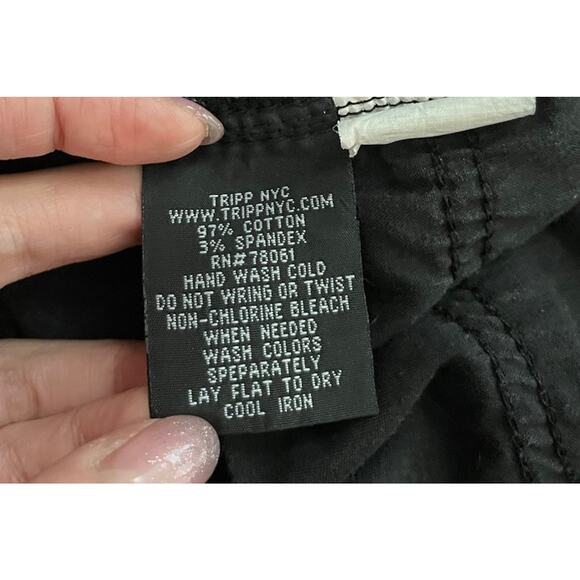 TRIPP NYC
WWW.TRIPPNYC.COM
97% COTTON
3% SPANDEX
RN#78061
HAND WASH COLD
DO NOT WRING OR TWIST
NON-CHLORINE BLEACH
WHEN NEEDED
WASH COLORS
SPEPARATELY
LAY FLAT TO DRY
COOL IRON